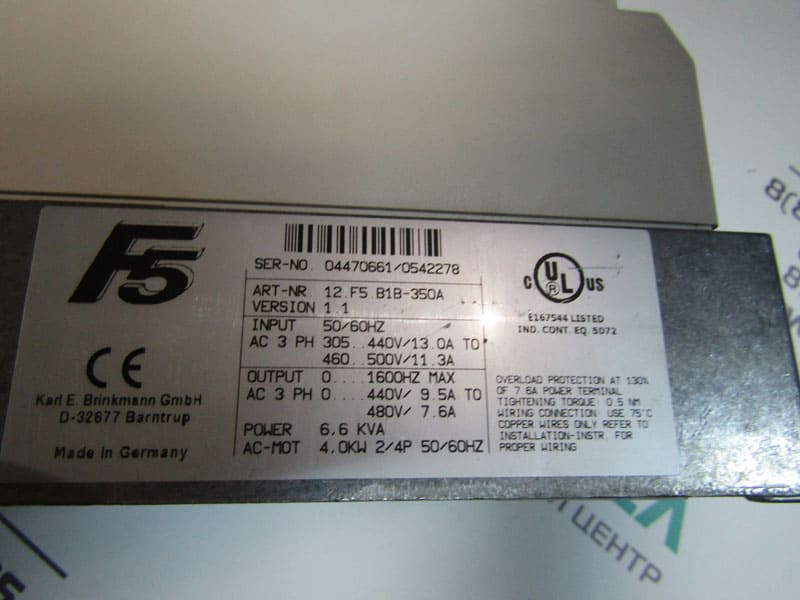 F5
SER-NO. 04470661/0542278
ART-NR. 12.F5.B1B-350A
VERSION 1.1
INPUT 50/60HZ
AC 3 PH 305..440V/13.0A TO
460..500V/11.3A
OUTPUT 0....1600HZ MAX
AC 3 PH 0....440V/ 9.5A TO
480V/ 7.6A
POWER 6,6 KVA
AC-MOT 4,0KW 2/4P 50/60HZ
CE
Karl E. Brinkmann GmbH
D-32677 Barntrup
Made In Germany
C UL US
E167544 LISTED
IND. CONT. EQ. 5D72
OVERLOAD PROTECTION AT 130%
OF 7.6A POWER TERMINAL
TIGHTENING TORQUE: 0.5 NM
WIRING CONNECTION: USE 75°C
COPPER WIRES ONLY REFER TO
INSTALLATION-INSTR. FOR
PROPER WIRING
8(8
ЦЕНТР